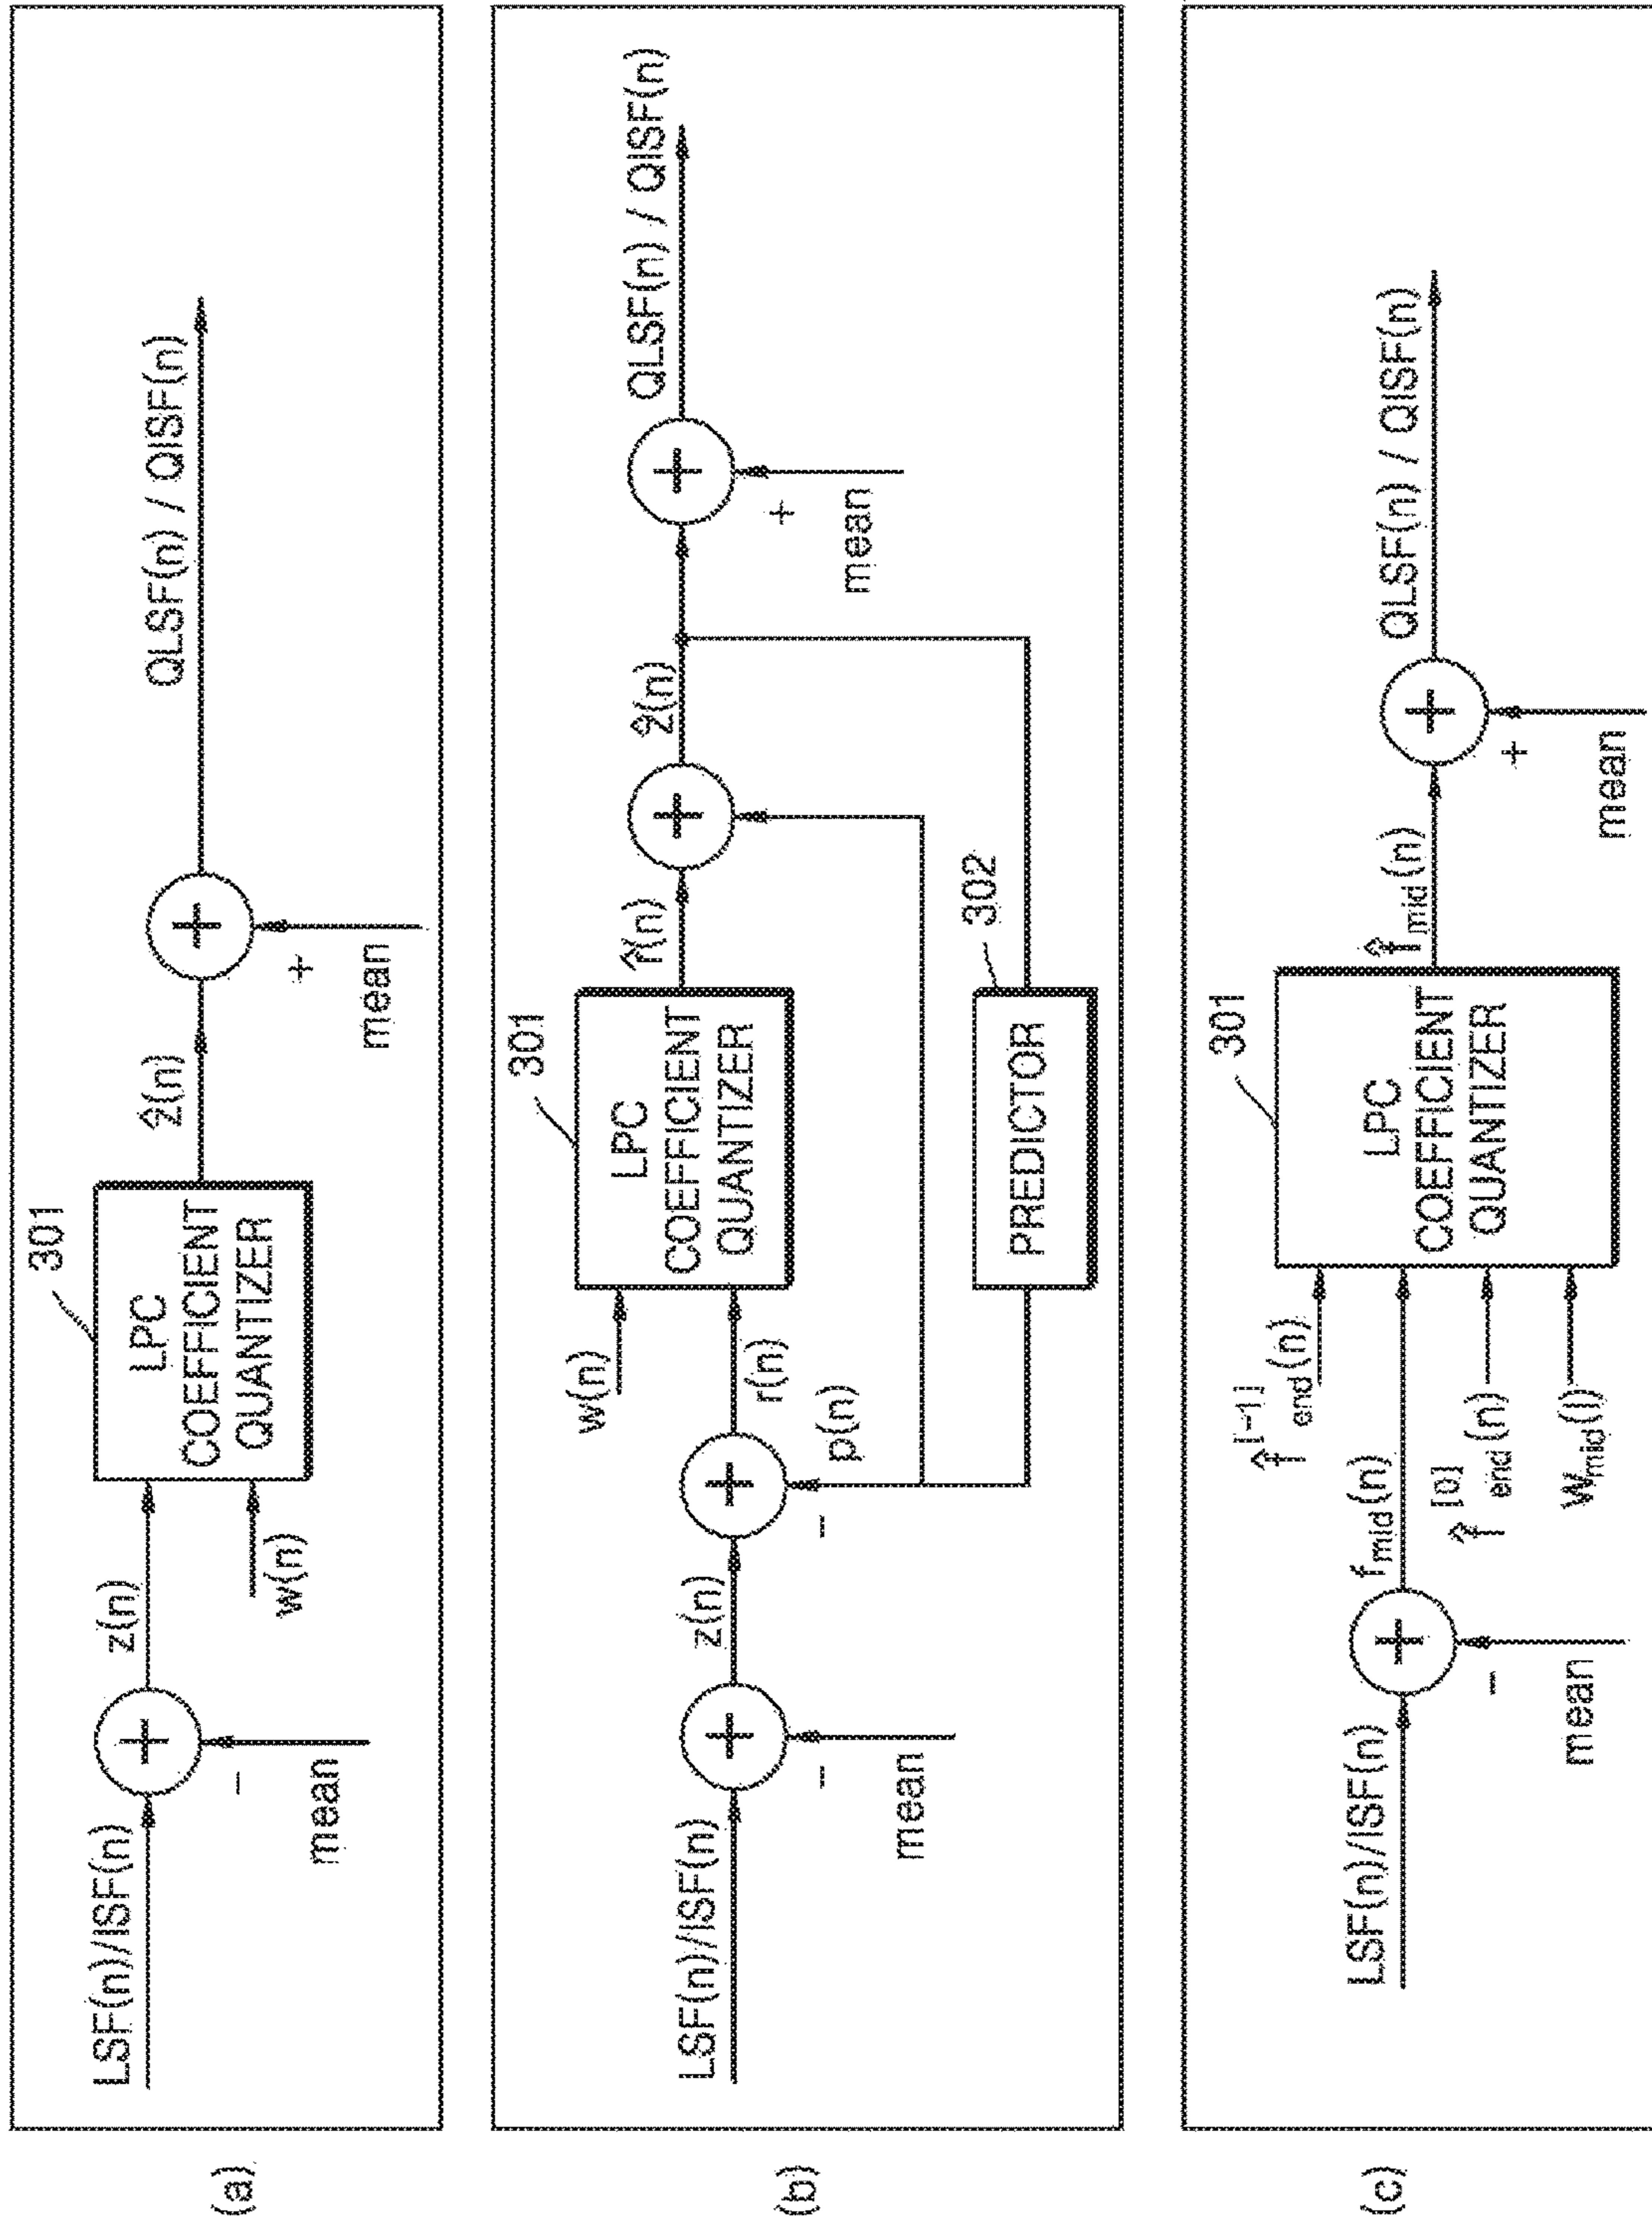 (a)
LSF(n)/ISF(n)
-
mean
z(n)
w(n)
301
LPC
COEFFICIENT
QUANTIZER
ẑ(n)
+
mean
QLSF(n) / QISF(n)
(b)
LSF(n)/ISF(n)
-
mean
z(n)
-
p(n)
r(n)
w(n)
301
LPC
COEFFICIENT
QUANTIZER
r̂(n)
302
PREDICTOR
ẑ(n)
+
mean
QLSF(n) / QISF(n)
(c)
LSF(n)/ISF(n)
-
mean
f_mid(n)
f̂^[-1]_end(n)
f̂^[0]_end(n)
W_mid()
301
LPC
COEFFICIENT
QUANTIZER
f̂_mid(n)
+
mean
QLSF(n) / QISF(n)